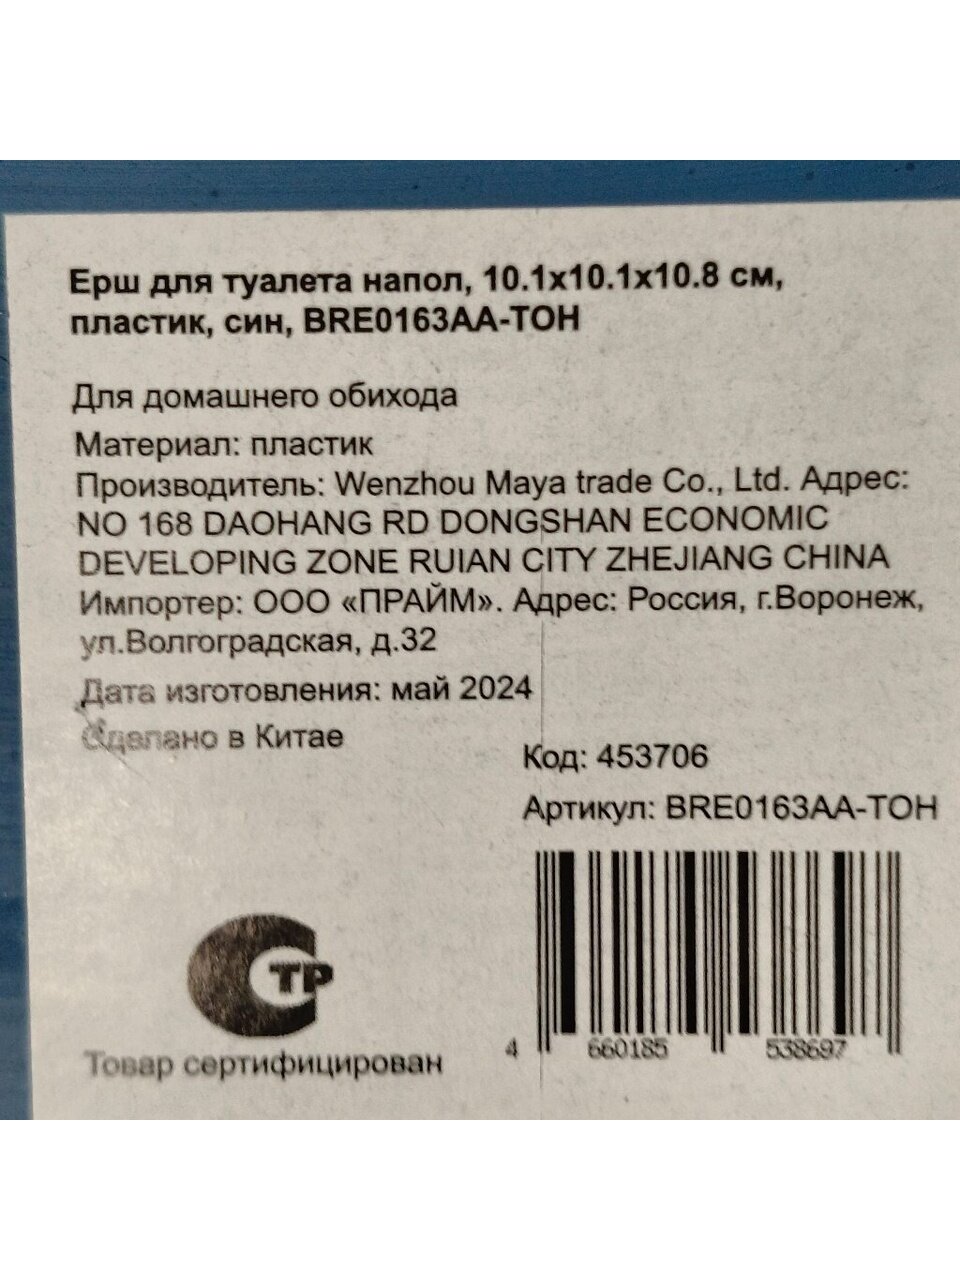 Ерш для туалета напол, 10.1x10.1x10.8 см,
пластик, син, BRE0163AA-TOH
Для домашнего обихода
Материал: пластик
Производитель: Wenzhou Maya trade Co., Ltd. Адрес:
NO 168 DAOHANG RD DONGSHAN ECONOMIC
DEVELOPING ZONE RUIAN CITY ZHEJIANG CHINA
Импортер: ООО «ПРАЙМ». Адрес: Россия, г.Воронеж,
ул.Волгоградская, д.32
Дата изготовления: май 2024
Сделано в Китае
Код: 453706
Артикул: BRE0163AA-TOH
ТР
Товар сертифицирован
4 660185 538697